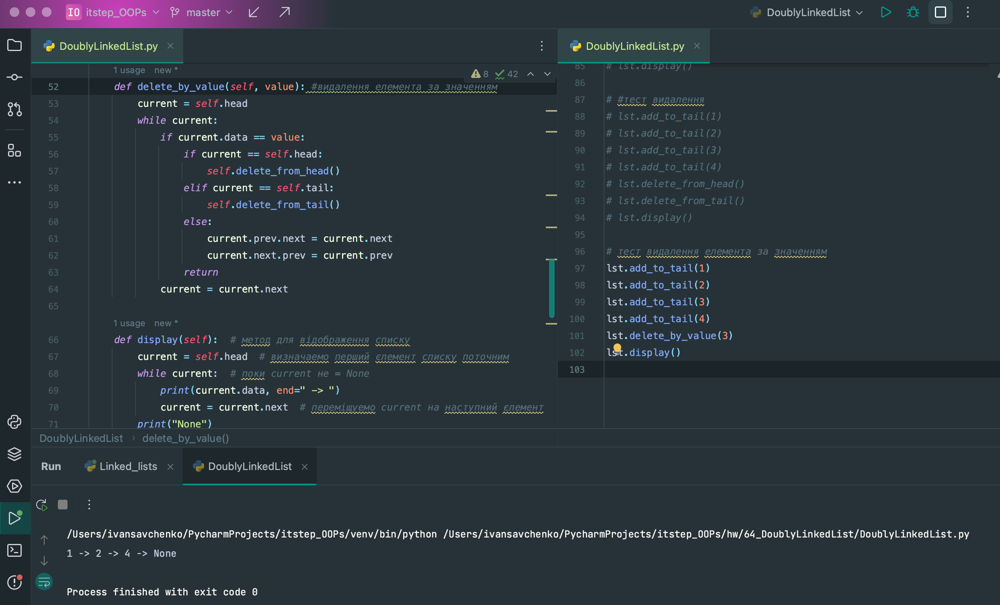 IO itstep_OOPs master DoublyLinkedList
DoublyLinkedList.py
1 usage new *
8 42
52 def delete_by_value(self, value): #видалення елемента за значенням
53 current = self.head
54 while current:
55 if current.data == value:
56 if current == self.head:
57 self.delete_from_head()
58 elif current == self.tail:
59 self.delete_from_tail()
60 else:
61 current.prev.next = current.next
62 current.next.prev = current.prev
63 return
64 current = current.next
65
1 usage new *
66 def display(self): # метод для відображення списку
67 current = self.head # визначаемо перший єлемент списку поточним
68 while current: # поки current не = None
69 print(current.data, end=" -> ")
70 current = current.next # переміщуемо current на наступний єлемент
71 print("None")
DoublyLinkedList › delete_by_value()
DoublyLinkedList.py
85 # lst.display()
86
87 # #тест видалення
88 # lst.add_to_tail(1)
89 # lst.add_to_tail(2)
90 # lst.add_to_tail(3)
91 # lst.add_to_tail(4)
92 # lst.delete_from_head()
93 # lst.delete_from_tail()
94 # lst.display()
95
96 # тест видалення елемента за значенням
97 lst.add_to_tail(1)
98 lst.add_to_tail(2)
99 lst.add_to_tail(3)
100 lst.add_to_tail(4)
101 lst.delete_by_value(3)
102 lst.display()
103
Run Linked_lists DoublyLinkedList
/Users/ivansavchenko/PycharmProjects/itstep_OOPs/venv/bin/python /Users/ivansavchenko/PycharmProjects/itstep_OOPs/hw/64_DoublyLinkedList/DoublyLinkedList.py
1 -> 2 -> 4 -> None
Process finished with exit code 0